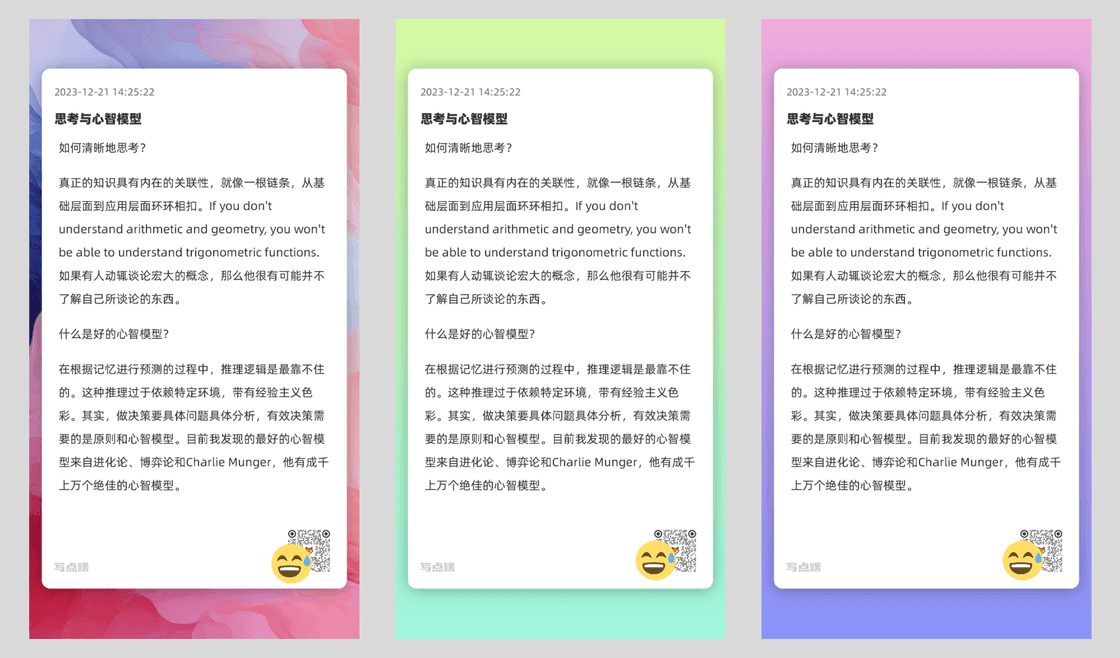 2023-12-21 14:25:22
思考与心智模型
如何清晰地思考？
真正的知识具有内在的关联性，就像一根链条，从基
础层面到应用层面环环相扣。If you don't
understand arithmetic and geometry, you won't
be able to understand trigonometric functions.
如果有人动辄谈论宏大的概念，那么他很有可能并不
了解自己所谈论的东西。
什么是好的心智模型？
在根据记忆进行预测的过程中，推理逻辑是最靠不住
的。这种推理过于依赖特定环境，带有经验主义色
彩。其实，做决策要具体问题具体分析，有效决策需
要的是原则和心智模型。目前我发现的最好的心智模
型来自进化论、博弈论和Charlie Munger，他有成千
上万个绝佳的心智模型。
写点啥
2023-12-21 14:25:22
思考与心智模型
如何清晰地思考？
真正的知识具有内在的关联性，就像一根链条，从基
础层面到应用层面环环相扣。If you don't
understand arithmetic and geometry, you won't
be able to understand trigonometric functions.
如果有人动辄谈论宏大的概念，那么他很有可能并不
了解自己所谈论的东西。
什么是好的心智模型？
在根据记忆进行预测的过程中，推理逻辑是最靠不住
的。这种推理过于依赖特定环境，带有经验主义色
彩。其实，做决策要具体问题具体分析，有效决策需
要的是原则和心智模型。目前我发现的最好的心智模
型来自进化论、博弈论和Charlie Munger，他有成千
上万个绝佳的心智模型。
写点啥
2023-12-21 14:25:22
思考与心智模型
如何清晰地思考？
真正的知识具有内在的关联性，就像一根链条，从基
础层面到应用层面环环相扣。If you don't
understand arithmetic and geometry, you won't
be able to understand trigonometric functions.
如果有人动辄谈论宏大的概念，那么他很有可能并不
了解自己所谈论的东西。
什么是好的心智模型？
在根据记忆进行预测的过程中，推理逻辑是最靠不住
的。这种推理过于依赖特定环境，带有经验主义色
彩。其实，做决策要具体问题具体分析，有效决策需
要的是原则和心智模型。目前我发现的最好的心智模
型来自进化论、博弈论和Charlie Munger，他有成千
上万个绝佳的心智模型。
写点啥